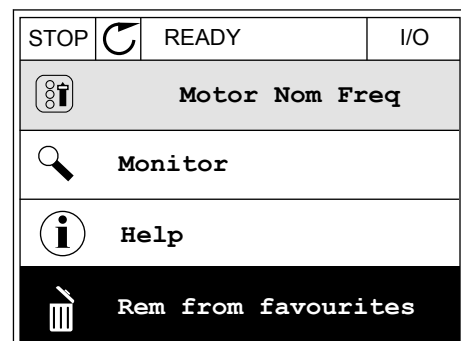 STOP READY I/O
Motor Nom Freq
Monitor
Help
Rem from favourites